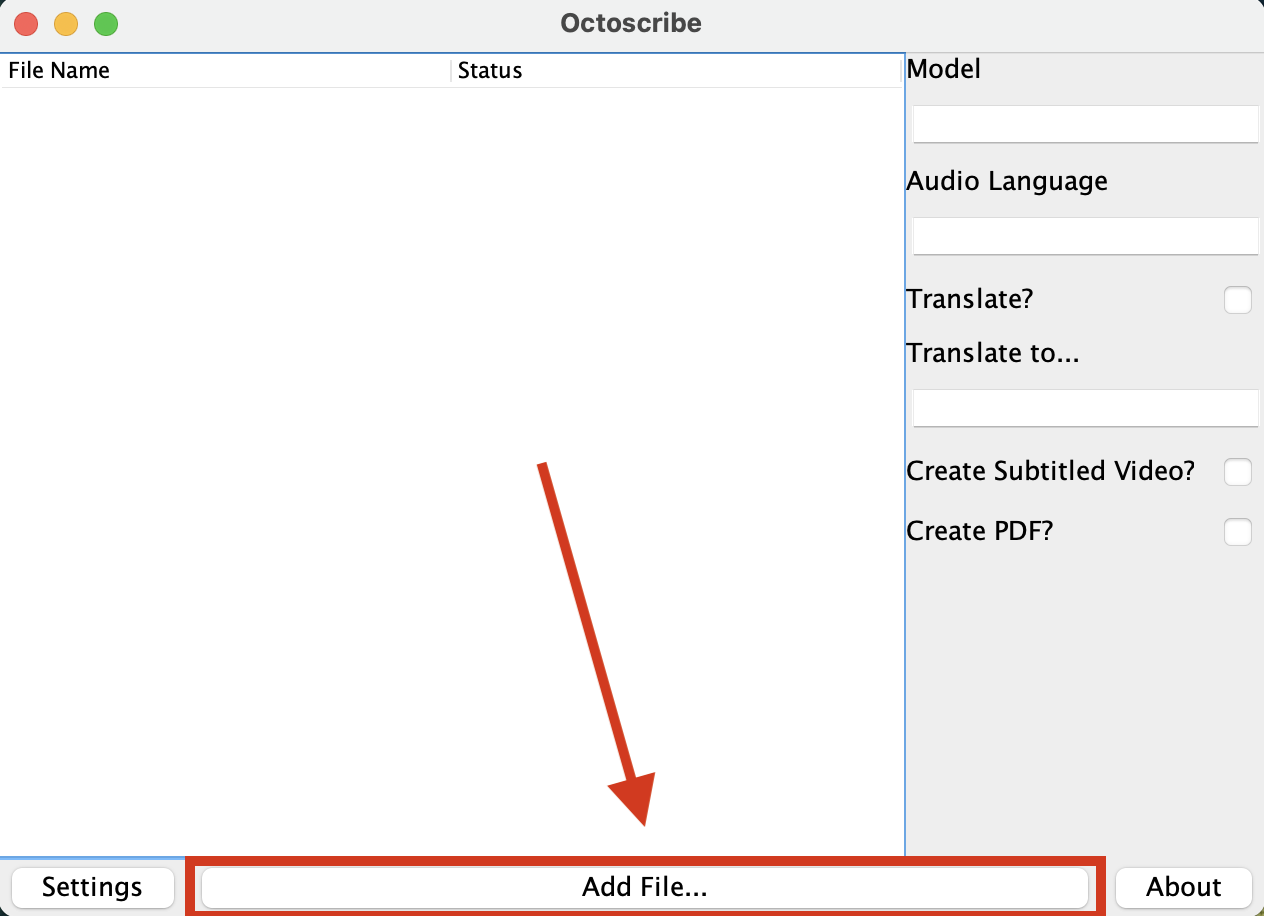 Octoscribe
File Name
Status
Model
Audio Language
Translate?
Translate to...
Create Subtitled Video?
Create PDF?
Settings
Add File...
About